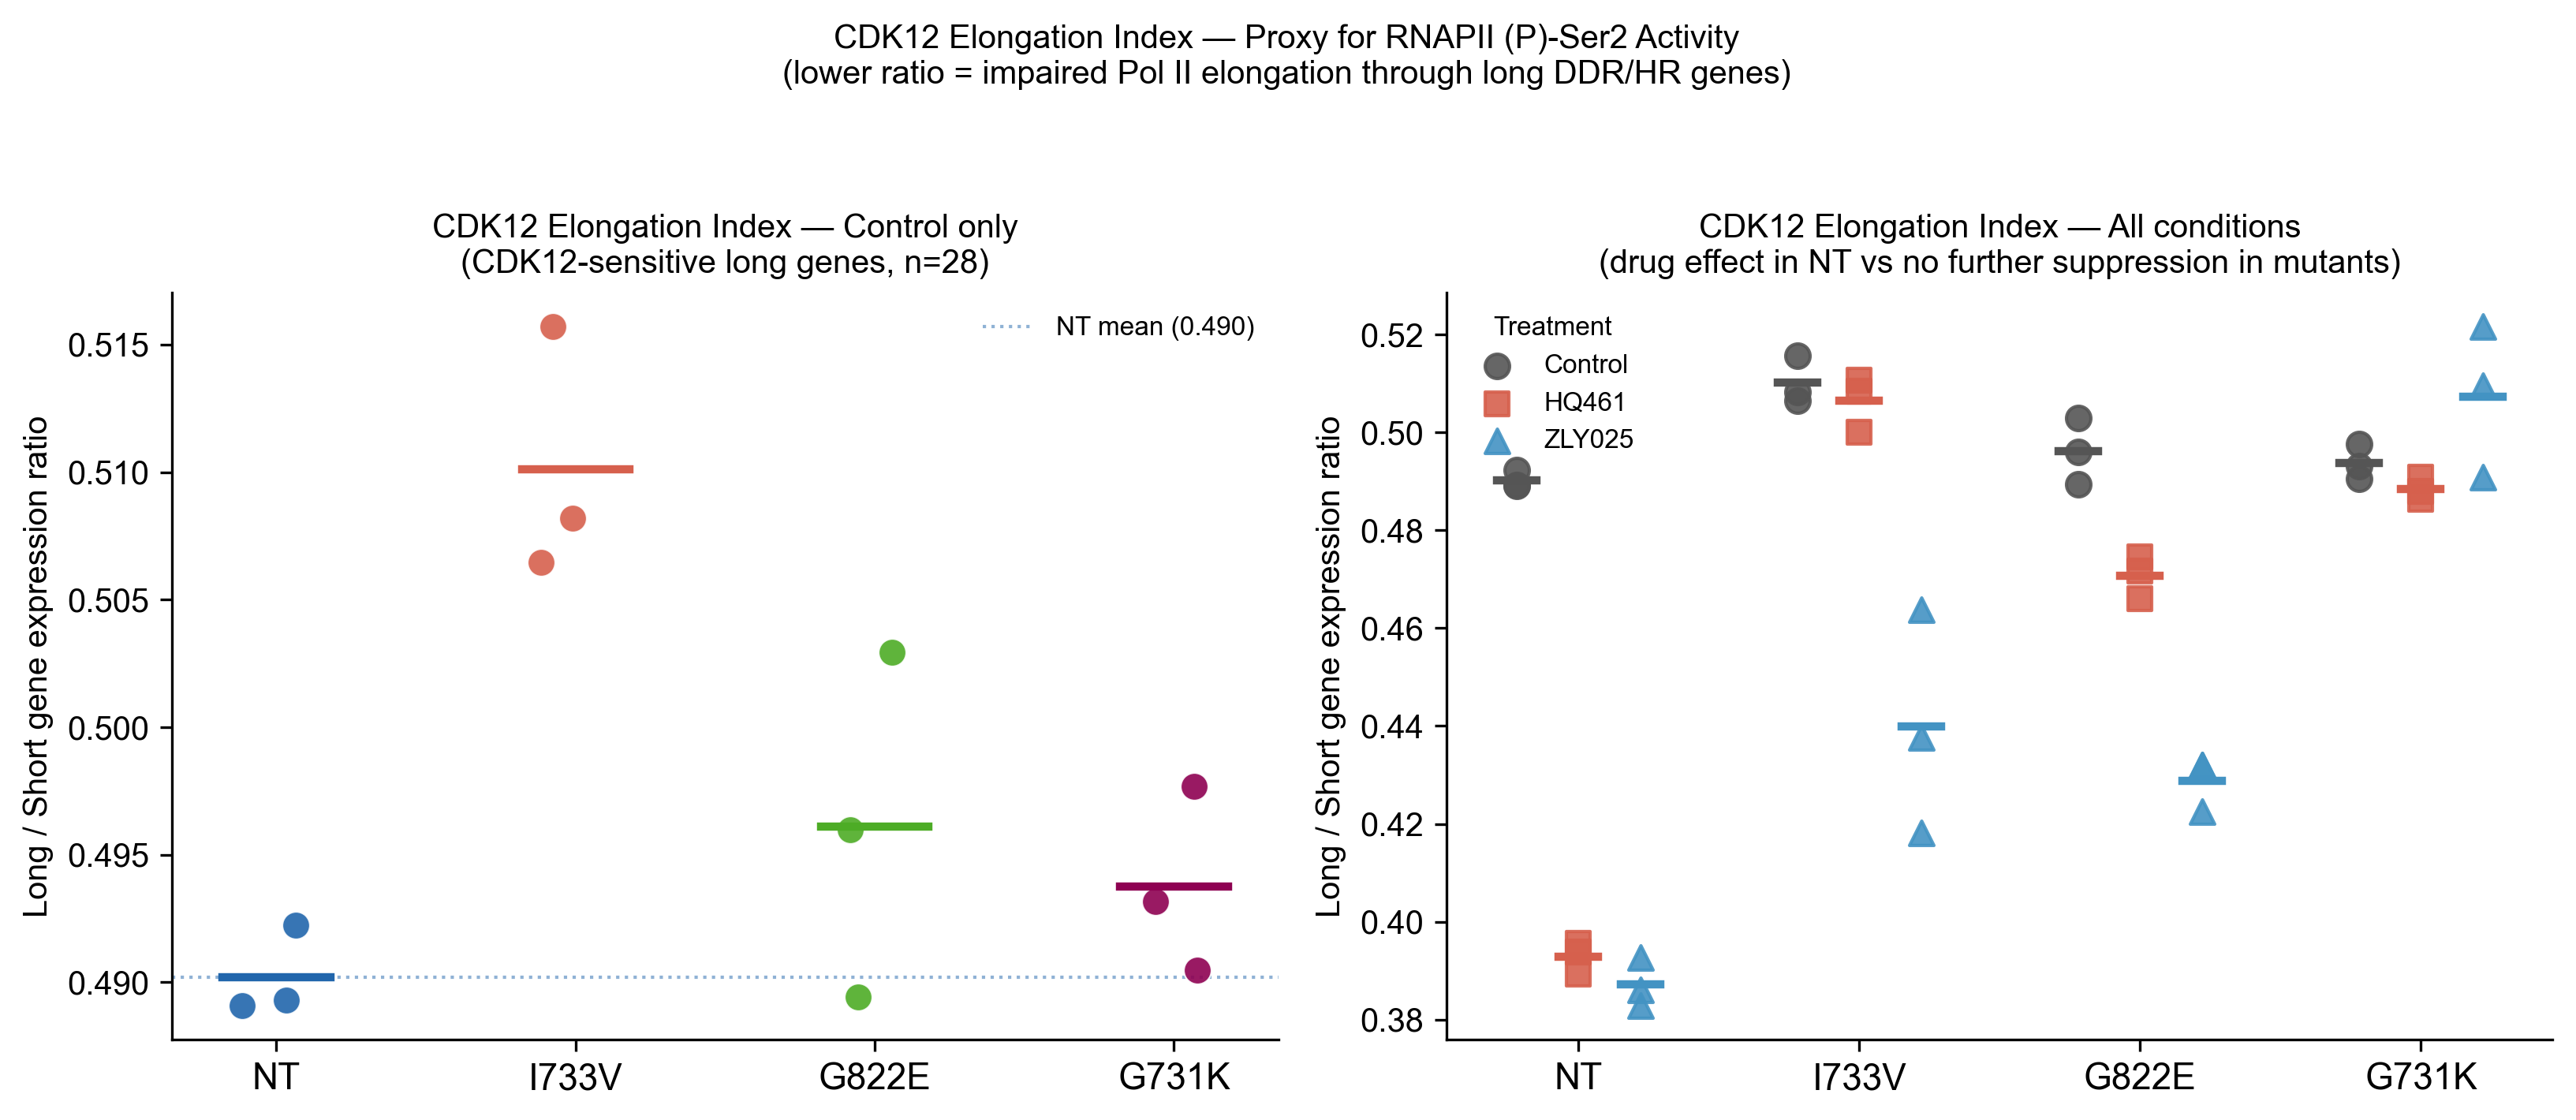 CDK12 Elongation Index — Proxy for RNAPII (P)-Ser2 Activity
(lower ratio = impaired Pol II elongation through long DDR/HR genes)
CDK12 Elongation Index — Control only
(CDK12-sensitive long genes, n=28)
NT mean (0.490)
Long / Short gene expression ratio
0.515
0.510
0.505
0.500
0.495
0.490
NT
I733V
G822E
G731K
CDK12 Elongation Index — All conditions
(drug effect in NT vs no further suppression in mutants)
Treatment
Control
HQ461
ZLY025
Long / Short gene expression ratio
0.52
0.50
0.48
0.46
0.44
0.42
0.40
0.38
NT
I733V
G822E
G731K